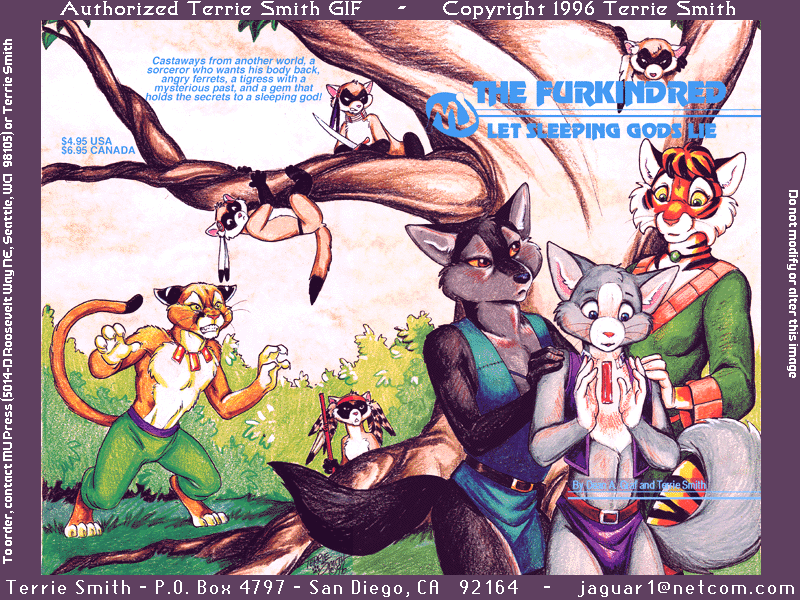 Authorized Terrie Smith GIF - Copyright 1996 Terrie Smith
Castaways from another world, a
sorceror who wants his body back,
angry ferrets, a tigress with a
mysterious past, and a gem that
holds the secrets to a sleeping god!
$4.95 USA
$6.95 CANADA
MU
THE FURKINDRED
LET SLEEPING GODS LIE
By A. and Terrie Smith
To order, contact MU Press (5014-D Roosevelt Way NE, Seattle, WA 98105) or Terrie Smith
Do not modify or alter this image
Terrie Smith - P.O. Box 4797 - San Diego, CA 92164 - jaguar1@netcom.com